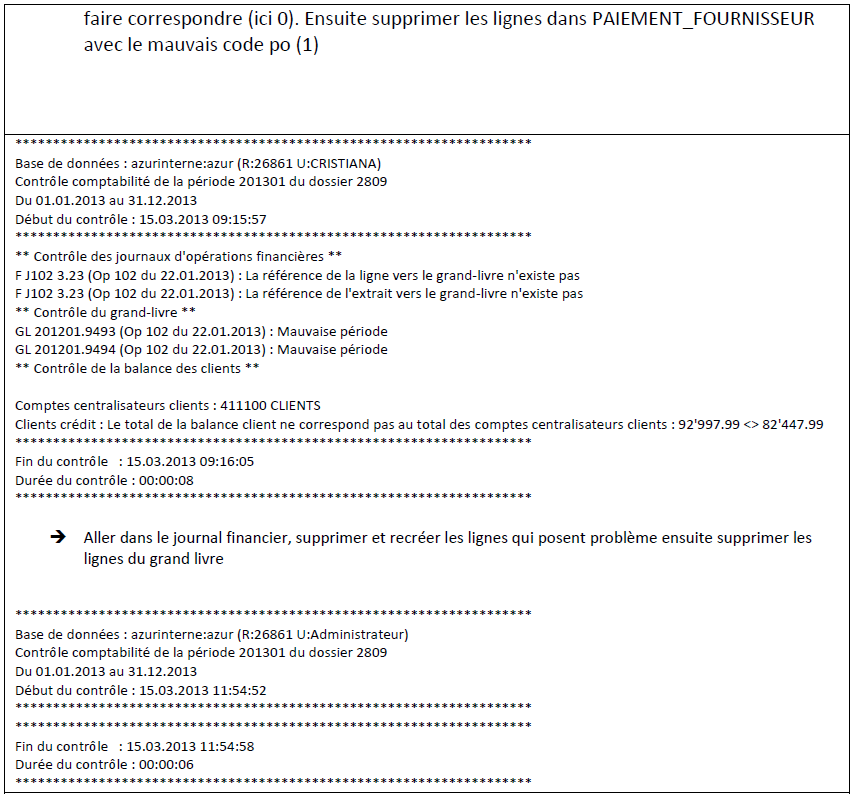 faire correspondre (ici 0). Ensuite supprimer les lignes dans PAIEMENT_FOURNISSEUR
avec le mauvais code po (1)
*********************************************************************
Base de données : azurinterne:azur (R:26861 U:CRISTIANA)
Contrôle comptabilité de la période 201301 du dossier 2809
Du 01.01.2013 au 31.12.2013
Début du contrôle : 15.03.2013 09:15:57
*********************************************************************
** Contrôle des journaux d'opérations financières **
F J102 3.23 (Op 102 du 22.01.2013) : La référence de la ligne vers le grand-livre n'existe pas
F J102 3.23 (Op 102 du 22.01.2013) : La référence de l'extrait vers le grand-livre n'existe pas
** Contrôle du grand-livre **
GL 201201.9493 (Op 102 du 22.01.2013) : Mauvaise période
GL 201201.9494 (Op 102 du 22.01.2013) : Mauvaise période
** Contrôle de la balance des clients **
Comptes centralisateurs clients : 411100 CLIENTS
Clients crédit : Le total de la balance client ne correspond pas au total des comptes centralisateurs clients : 92'997.99 <> 82'447.99
*********************************************************************
Fin du contrôle : 15.03.2013 09:16:05
Durée du contrôle : 00:00:08
*********************************************************************
➔ Aller dans le journal financier, supprimer et recréer les lignes qui posent problème ensuite supprimer les
lignes du grand livre
*********************************************************************
Base de données : azurinterne:azur (R:26861 U:Administrateur)
Contrôle comptabilité de la période 201301 du dossier 2809
Du 01.01.2013 au 31.12.2013
Début du contrôle : 15.03.2013 11:54:52
*********************************************************************
*********************************************************************
Fin du contrôle : 15.03.2013 11:54:58
Durée du contrôle : 00:00:06
*********************************************************************